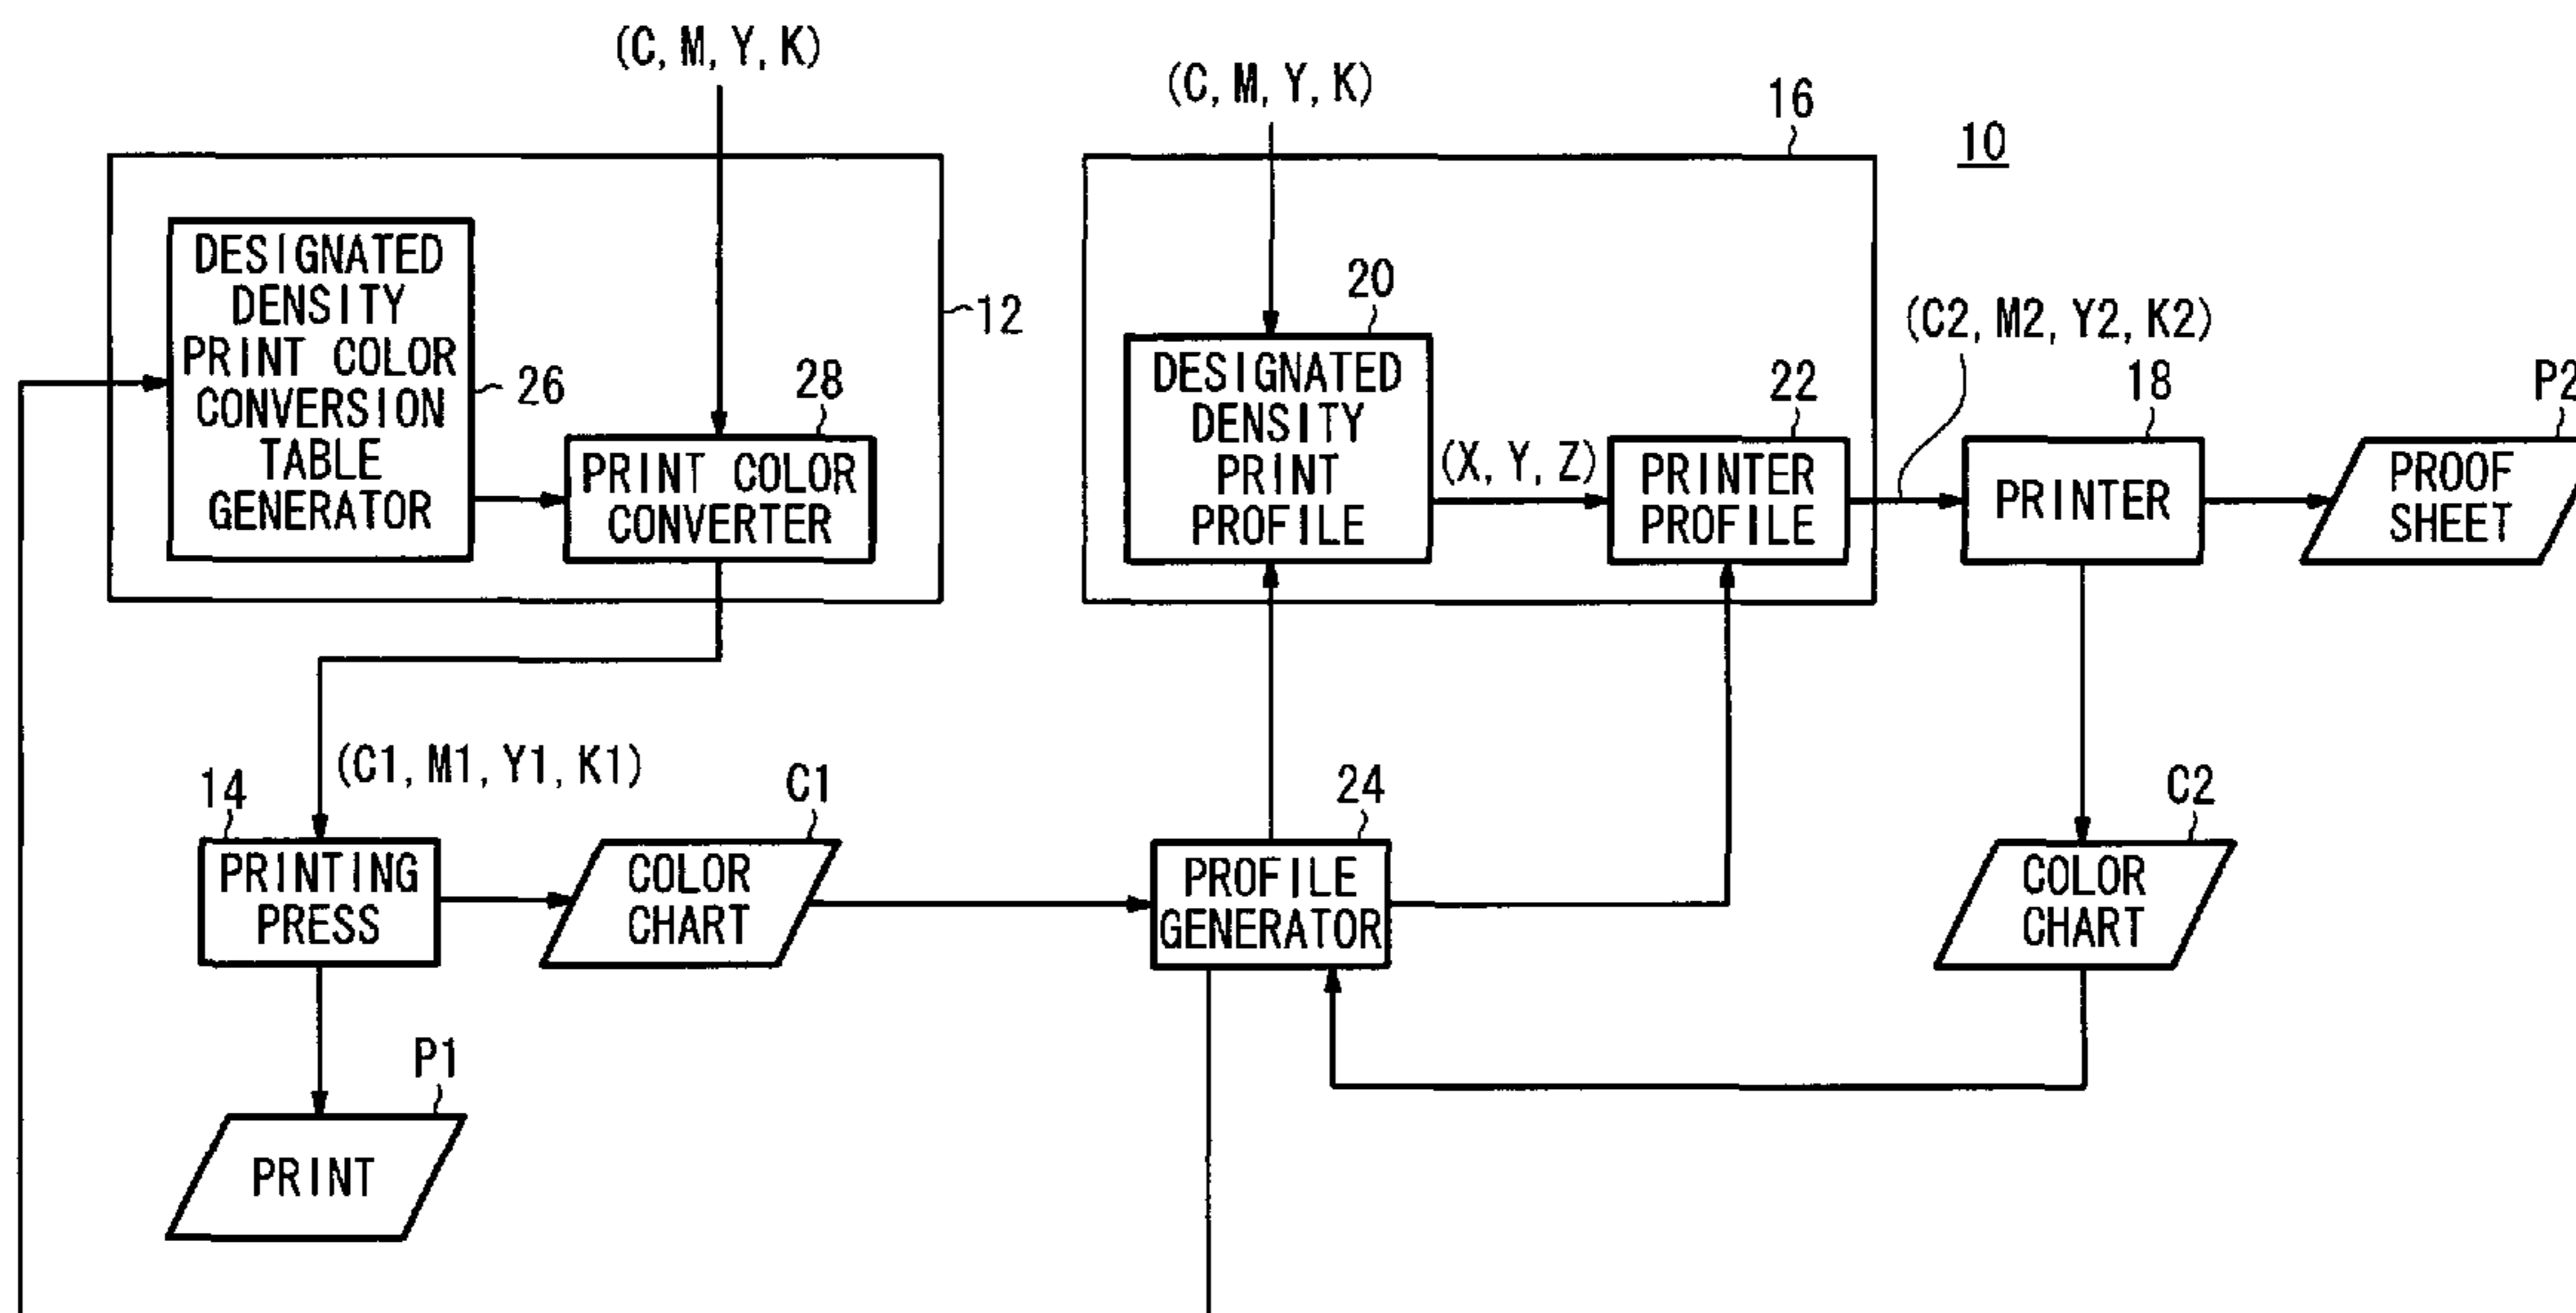 (C, M, Y, K)
(C, M, Y, K)
16
10
DESIGNATED
DENSITY
PRINT COLOR
CONVERSION
TABLE
GENERATOR
26
12
28
PRINT COLOR
CONVERTER
20
DESIGNATED
DENSITY
PRINT
PROFILE
(X, Y, Z)
22
PRINTER
PROFILE
(C2, M2, Y2, K2)
18
PRINTER
P2
PROOF
SHEET
(C1, M1, Y1, K1)
14
PRINTING
PRESS
C1
COLOR
CHART
24
PROFILE
GENERATOR
C2
COLOR
CHART
P1
PRINT